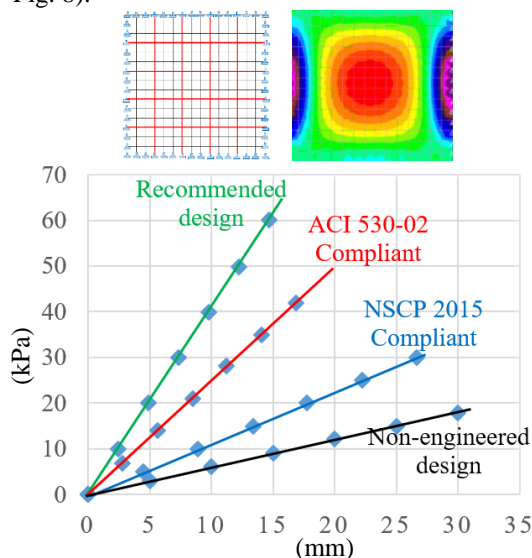 Fig. 8).
70
60
50
40
30
20
10
0
(kPa)
Recommended
design
ACI 530-02
Compliant
NSCP 2015
Compliant
Non-engineered
design
0 5 10 15 20 25 30 35
(mm)